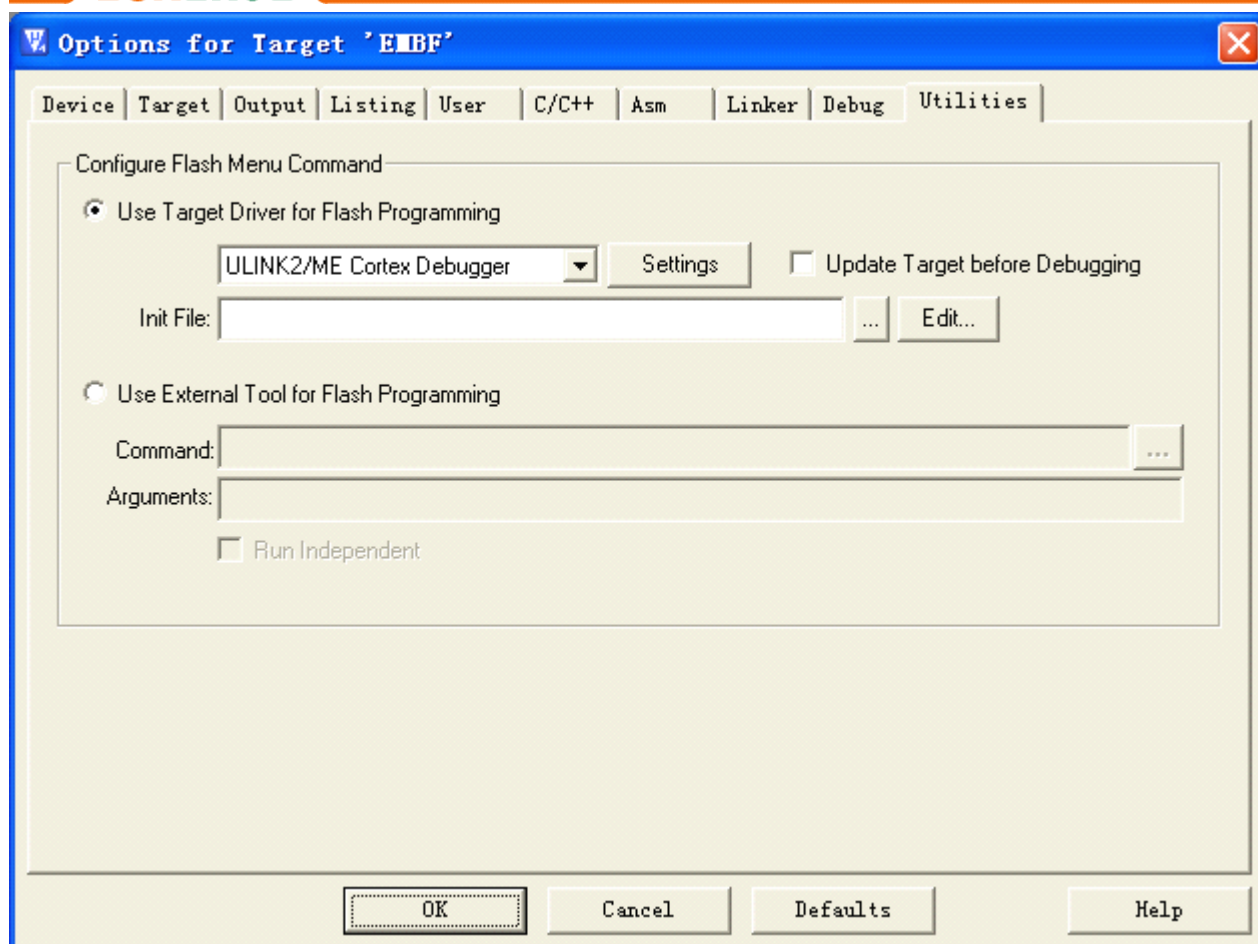 Options for Target 'EMBF'
Device Target Output Listing User C/C++ Asm Linker Debug Utilities
Configure Flash Menu Command
Use Target Driver for Flash Programming
ULINK2/ME Cortex Debugger Settings Update Target before Debugging
Init File: ... Edit...
Use External Tool for Flash Programming
Command: ...
Arguments:
Run Independent
OK Cancel Defaults Help